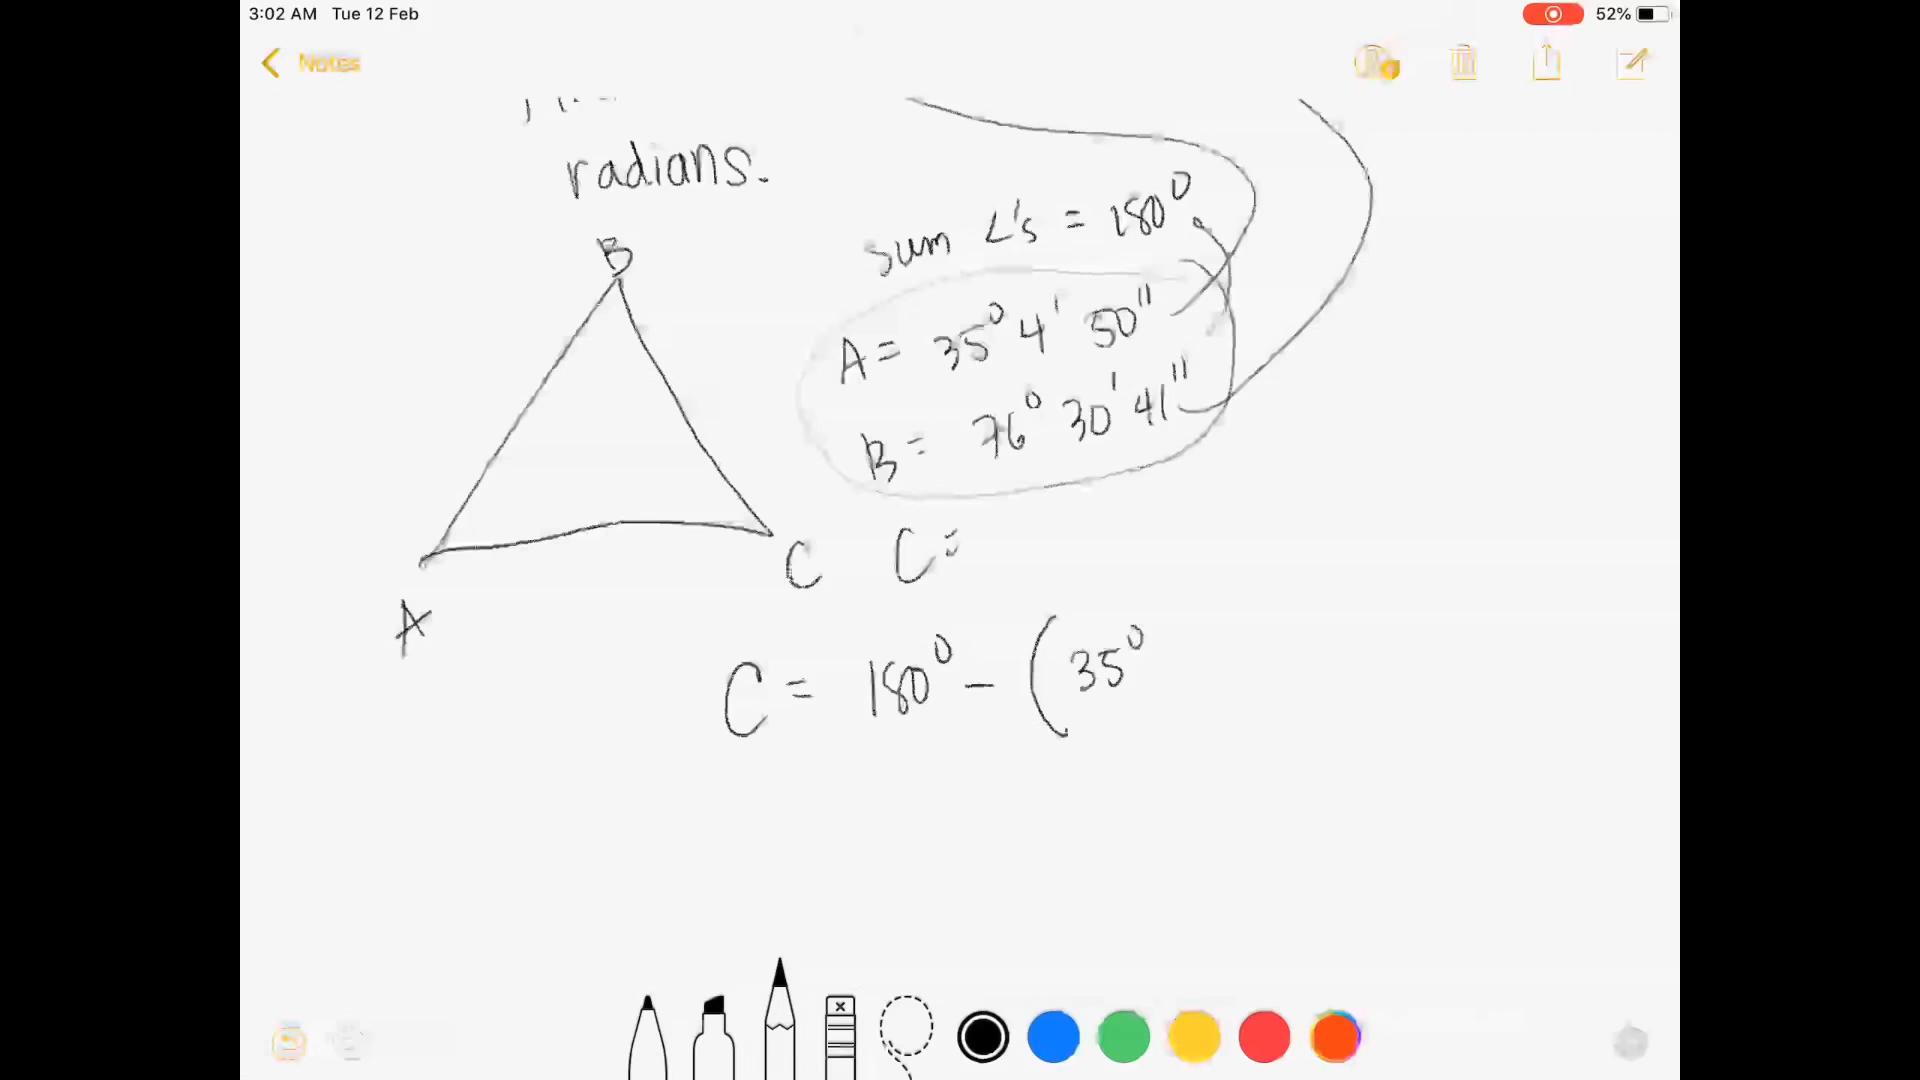 3:02 AM Tue 12 Feb 52%
Notes
radians.
sum ∠'s = 180°
B
A = 35° 4' 50"
B = 76° 30' 41"
C
C =
A
C = 180° - (35°